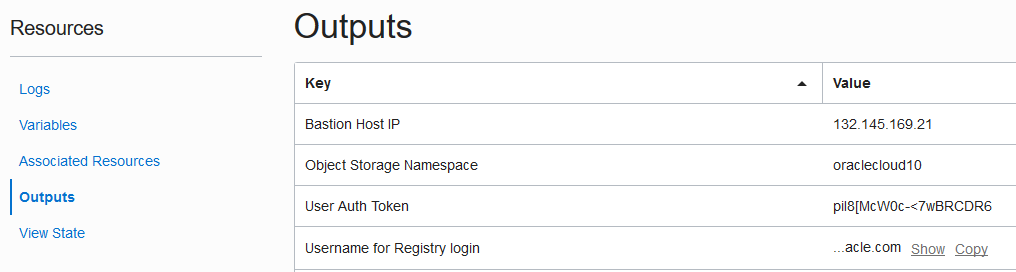 Resources
Logs
Variables
Associated Resources
Outputs
View State
Outputs
Key Value
Bastion Host IP 132.145.169.21
Object Storage Namespace oraclecloud10
User Auth Token pil8[McW0c-<7wBRCDR6
Username for Registry login ...acle.com Show Copy